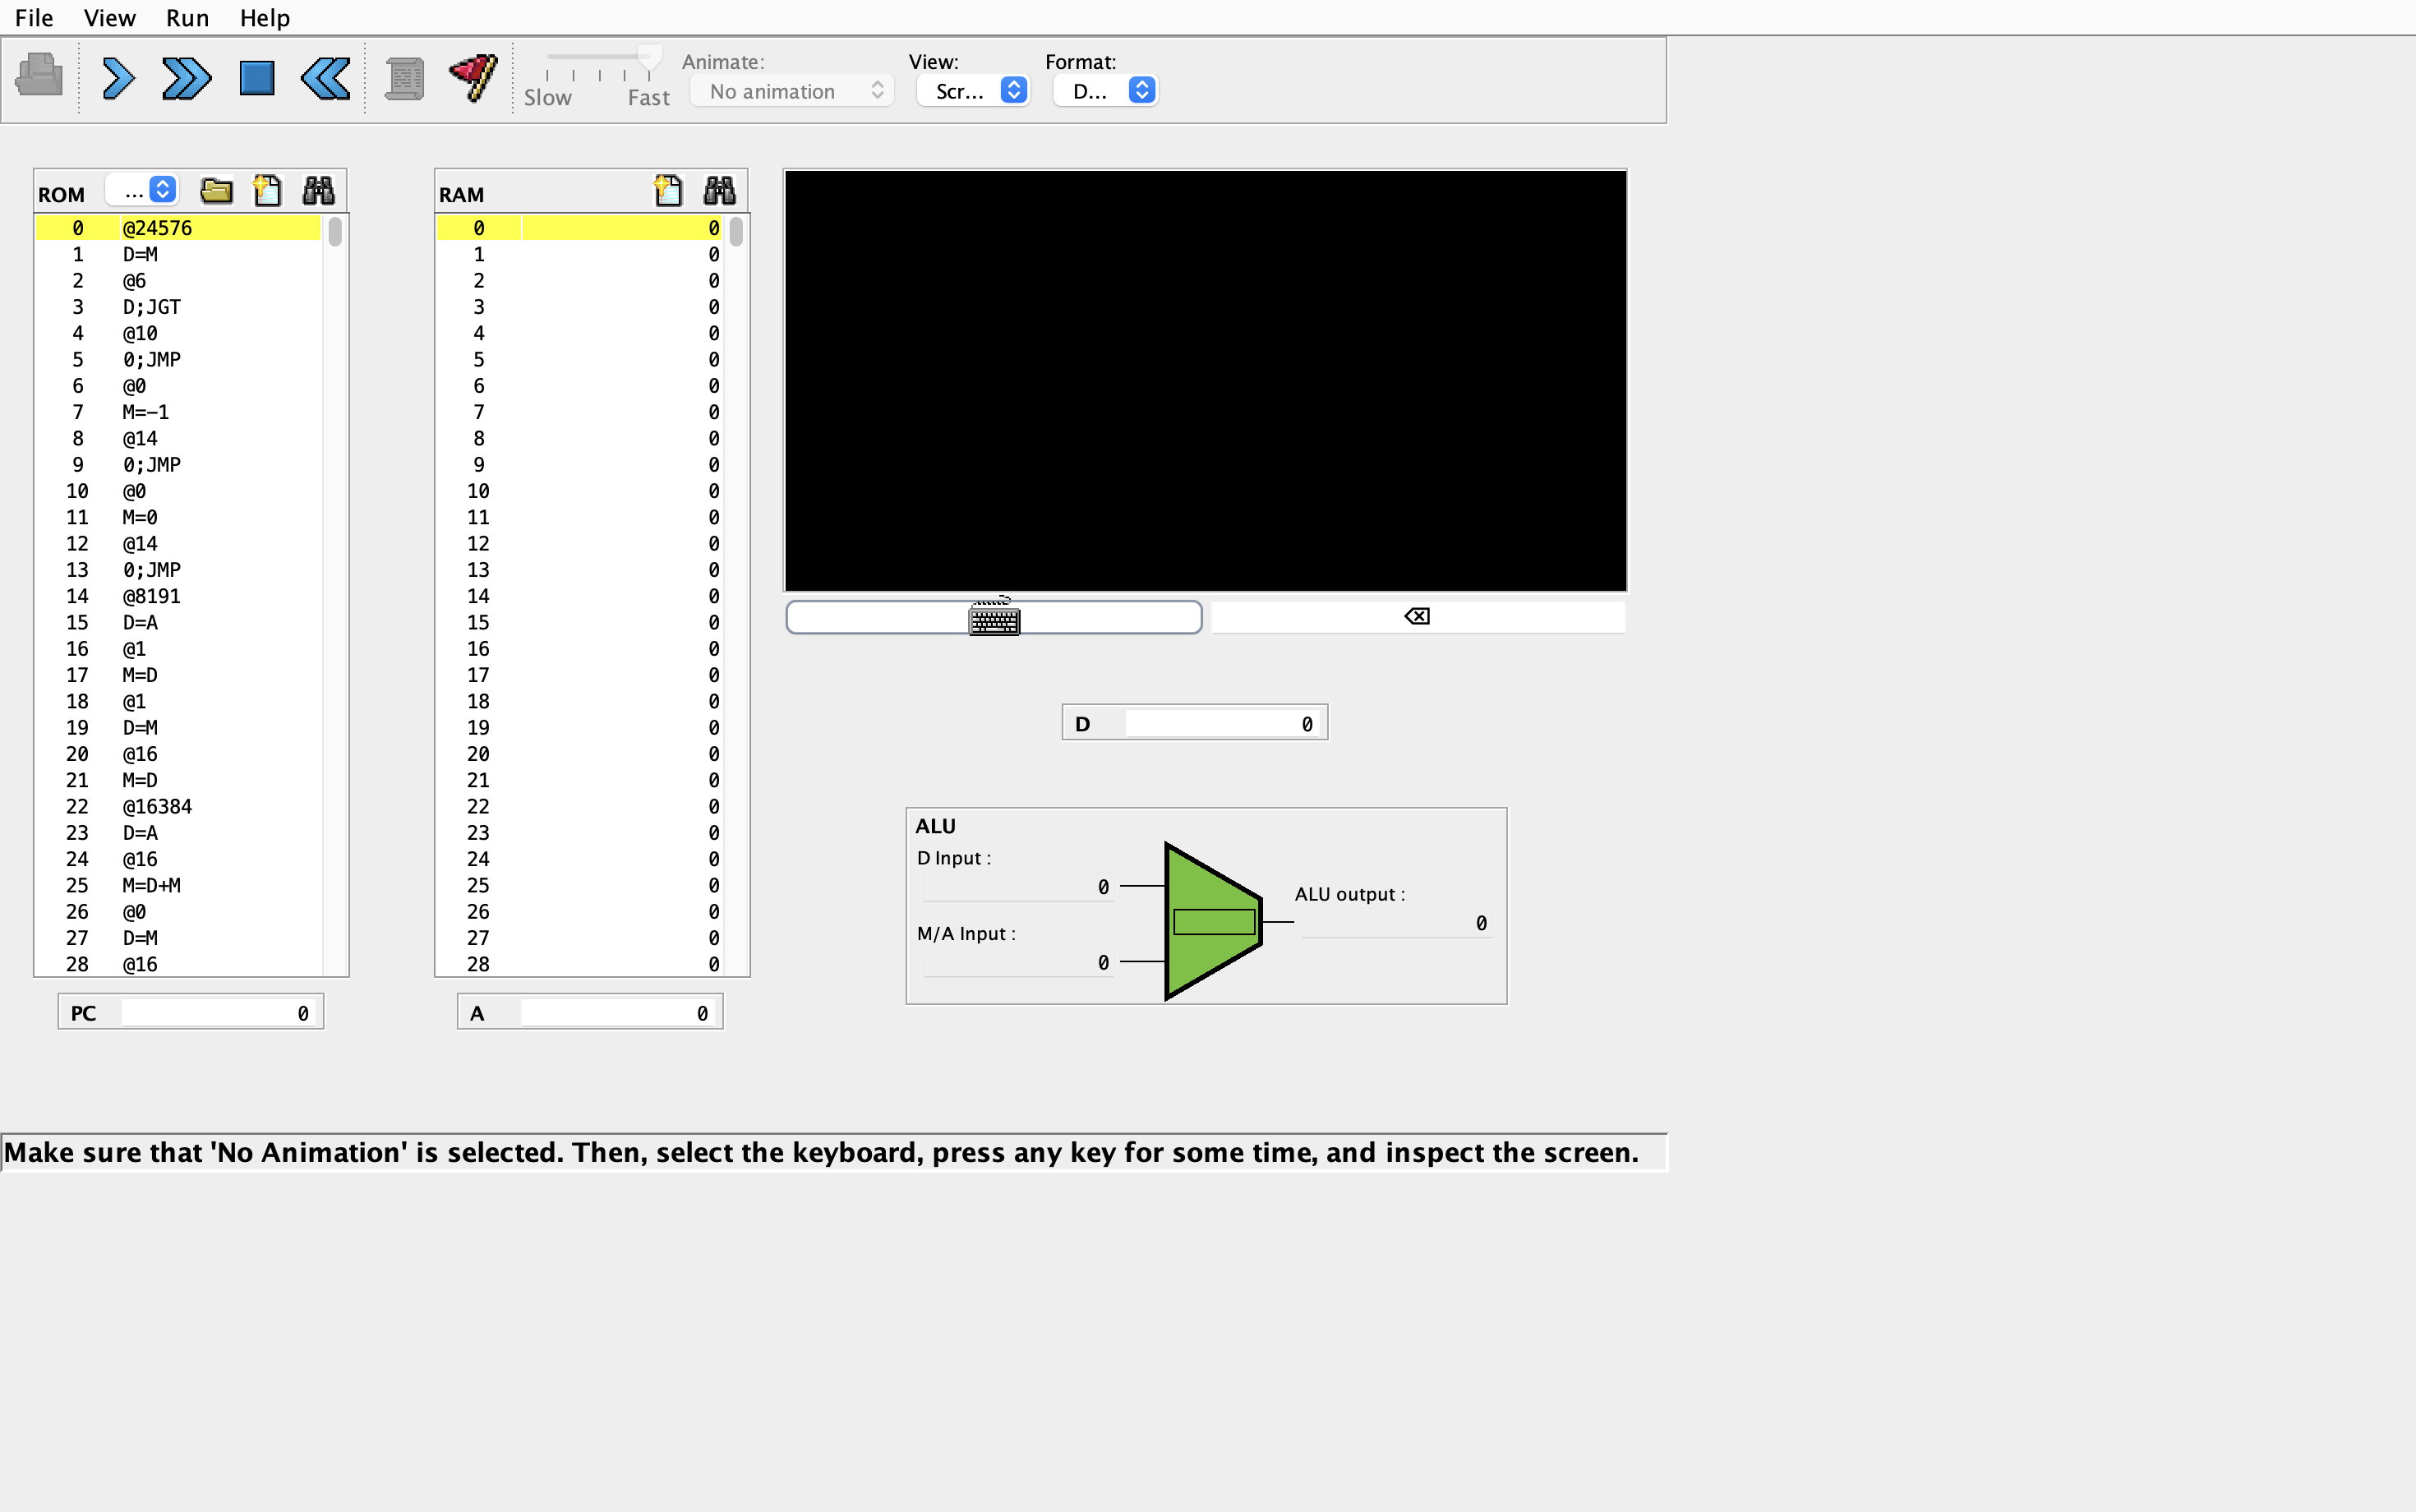 File View Run Help
Slow Fast
Animate: No animation
View: Scr...
Format: D...
ROM ...
0 @24576
1 D=M
2 @6
3 D;JGT
4 @10
5 0;JMP
6 @0
7 M=-1
8 @14
9 0;JMP
10 @0
11 M=0
12 @14
13 0;JMP
14 @8191
15 D=A
16 @1
17 M=D
18 @1
19 D=M
20 @16
21 M=D
22 @16384
23 D=A
24 @16
25 M=D+M
26 @0
27 D=M
28 @16
PC 0
RAM
0 0
1 0
2 0
3 0
4 0
5 0
6 0
7 0
8 0
9 0
10 0
11 0
12 0
13 0
14 0
15 0
16 0
17 0
18 0
19 0
20 0
21 0
22 0
23 0
24 0
25 0
26 0
27 0
28 0
A 0
D 0
ALU
D Input :
0
M/A Input :
0
ALU output :
0
Make sure that 'No Animation' is selected. Then, select the keyboard, press any key for some time, and inspect the screen.